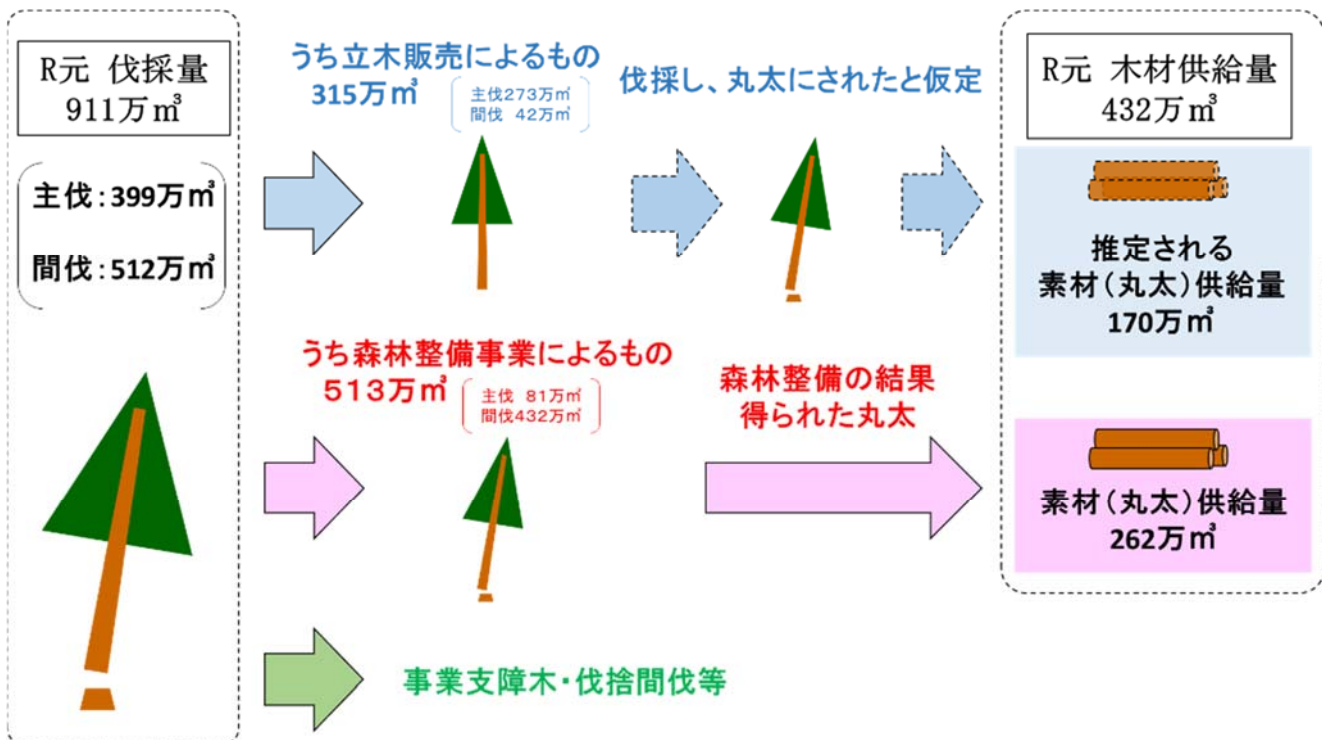 R元 伐採量
911万㎥
主伐：399万㎥
間伐：512万㎥
うち立木販売によるもの
315万㎥
主伐273万㎥
間伐 42万㎥
伐採し、丸太にされたと仮定
R元 木材供給量
432万㎥
推定される
素材（丸太）供給量
170万㎥
うち森林整備事業によるもの
５１３万㎥
主伐 81万㎥
間伐432万㎥
森林整備の結果
得られた丸太
素材（丸太）供給量
262万㎥
事業支障木・伐捨間伐等